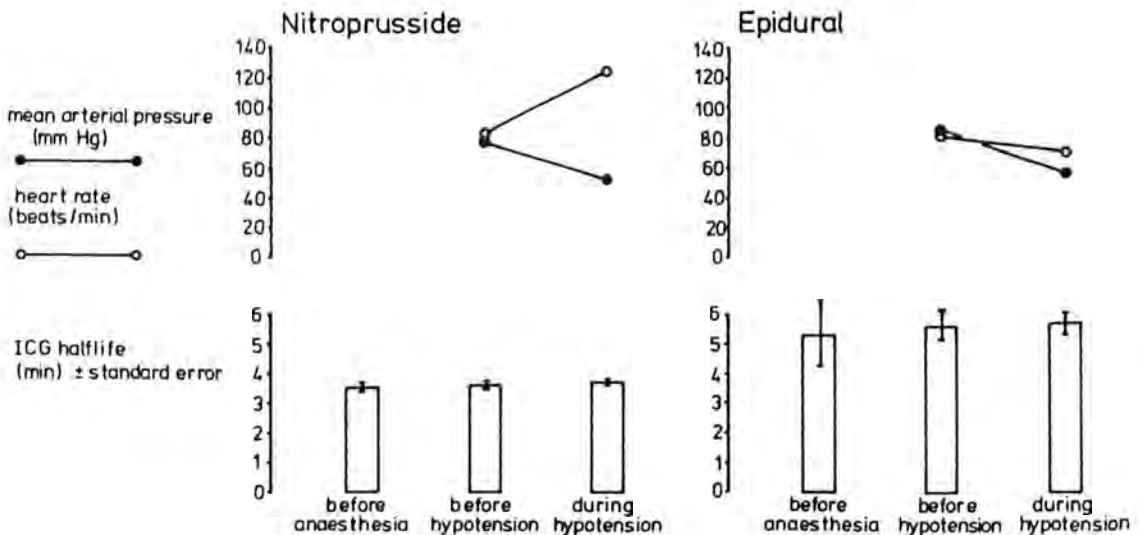 Nitroprusside
Epidural
mean arterial pressure
(mm Hg)
heart rate
(beats/min)
140
120
100
80
60
40
20
0
140
120
100
80
60
40
20
0
ICG halflife
(min) ± standard error
6
5
4
3
2
1
0
6
5
4
3
2
1
0
before
anaesthesia
before
hypotension
during
hypotension
before
anaesthesia
before
hypotension
during
hypotension